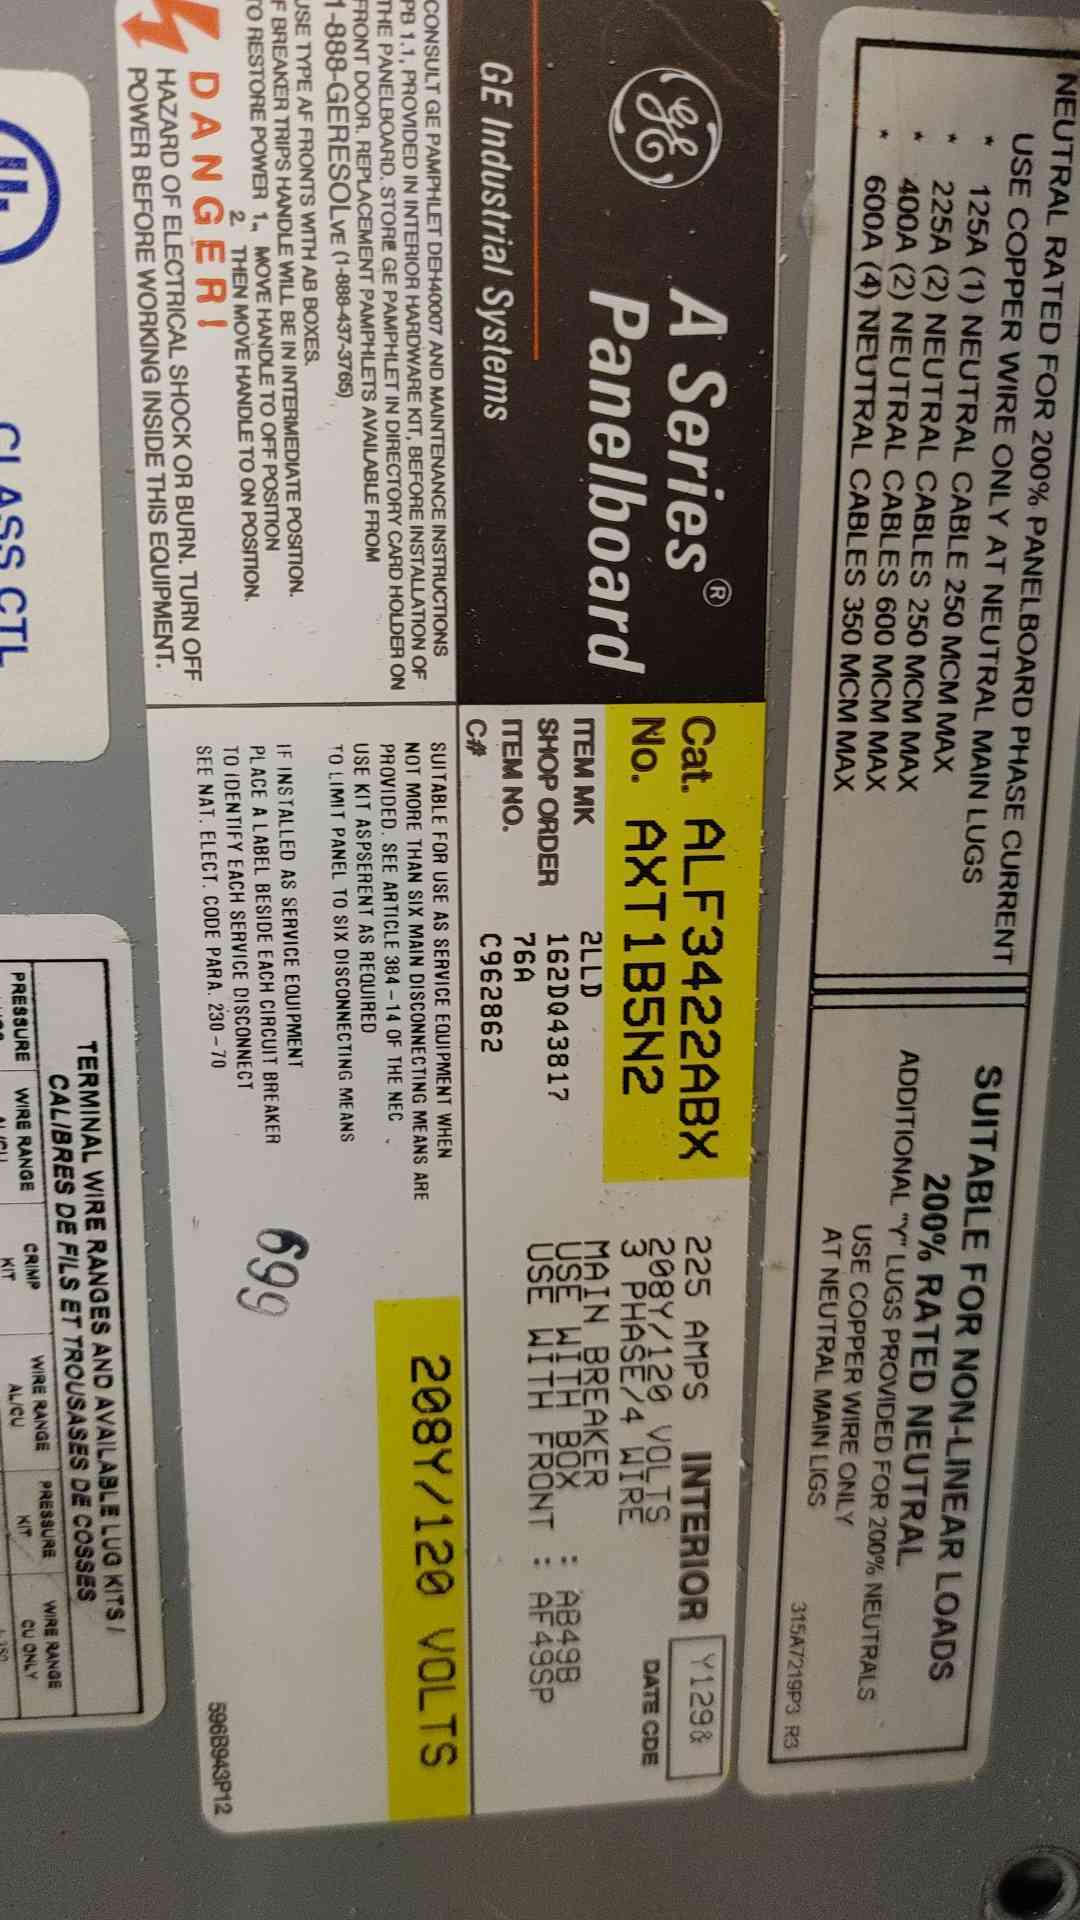 NEUTRAL RATED FOR 200% PANELBOARD PHASE CURRENT
USE COPPER WIRE ONLY AT NEUTRAL MAIN LUGS
* 125A (1) NEUTRAL CABLE 250 MCM MAX
* 225A (2) NEUTRAL CABLES 250 MCM MAX
* 400A (2) NEUTRAL CABLES 600 MCM MAX
* 600A (4) NEUTRAL CABLES 350 MCM MAX
SUITABLE FOR NON-LINEAR LOADS
200% RATED NEUTRAL
ADDITIONAL "Y" LUGS PROVIDED FOR 200% NEUTRALS
USE COPPER WIRE ONLY
AT NEUTRAL MAIN LIGS
315A7219P3 R3
GE
A Series®
Panelboard
GE Industrial Systems
Cat. ALF3422ABX
No. AXT1B5N2
ITEM MK 2LLD
SHOP ORDER 162DQ43817
ITEM NO. 76A
C# C962862
225 AMPS INTERIOR
208Y/120 VOLTS
3 PHASE/4 WIRE
MAIN BREAKER
USE WITH BOX : AB49B
USE WITH FRONT : AF49SP
Y129&
DATE CDE
CONSULT GE PAMPHLET DEH40007 AND MAINTENANCE INSTRUCTIONS
PB 1.1, PROVIDED IN INTERIOR HARDWARE KIT, BEFORE INSTALLATION OF
THE PANELBOARD. STORE GE PAMPHLET IN DIRECTORY CARD HOLDER ON
FRONT DOOR. REPLACEMENT PAMPHLETS AVAILABLE FROM
1-888-GERESOLVE (1-888-437-3765)
USE TYPE AF FRONTS WITH AB BOXES.
IF BREAKER TRIPS HANDLE WILL BE IN INTERMEDIATE POSITION.
TO RESTORE POWER 1. MOVE HANDLE TO OFF POSITION
2. THEN MOVE HANDLE TO ON POSITION.
DANGER!
HAZARD OF ELECTRICAL SHOCK OR BURN. TURN OFF
POWER BEFORE WORKING INSIDE THIS EQUIPMENT.
SUITABLE FOR USE AS SERVICE EQUIPMENT WHEN
NOT MORE THAN SIX MAIN DISCONNECTING MEANS ARE
PROVIDED. SEE ARTICLE 384-14 OF THE NEC
USE KIT ASPSERENT AS REQUIRED
TO LIMIT PANEL TO SIX DISCONNECTING MEANS
IF INSTALLED AS SERVICE EQUIPMENT
PLACE A LABEL BESIDE EACH CIRCUIT BREAKER
TO IDENTIFY EACH SERVICE DISCONNECT
SEE NAT. ELECT. CODE PARA. 230-70
208Y/120 VOLTS
699
596B943P12
UL
CLASS CTL
TERMINAL WIRE RANGES AND AVAILABLE LUG KITS /
CALIBRES DE FILS ET TROUSASES DE COSSES
PRESSURE
WIRE RANGE
AL/CU
CRIMP
KIT
WIRE RANGE
AL/CU
PRESSURE
KIT
WIRE RANGE
CU ONLY